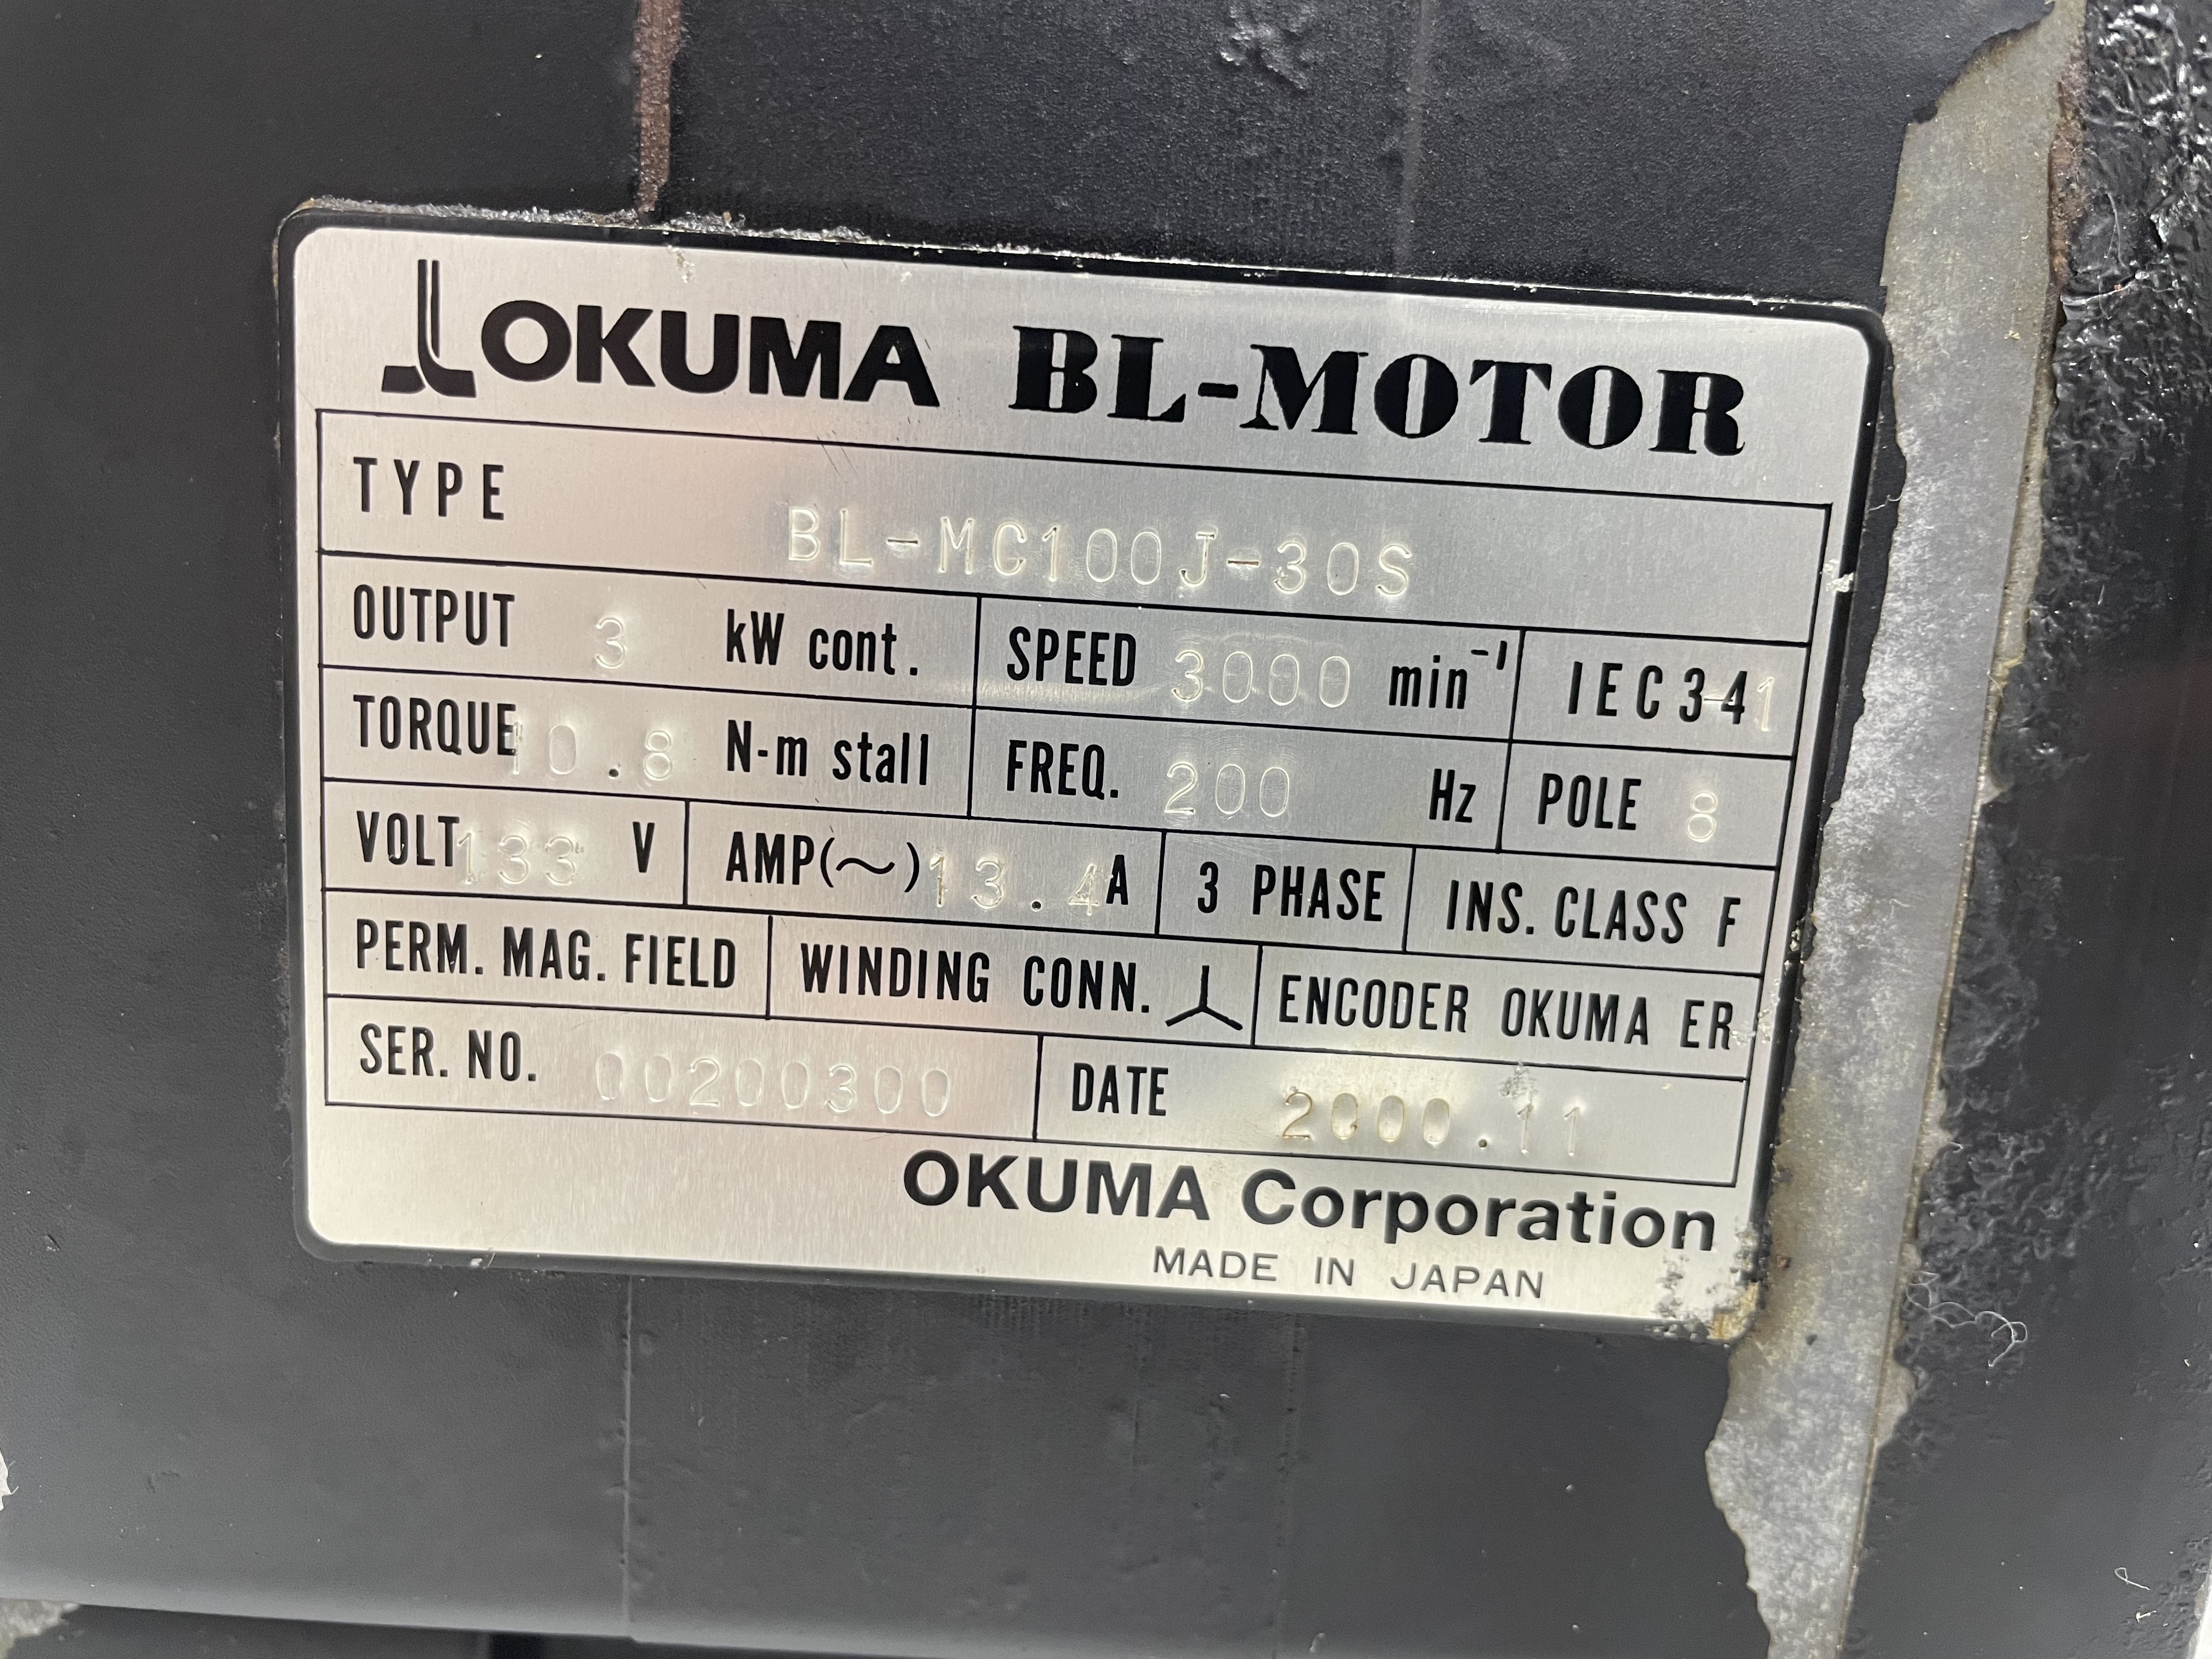 OKUMA BL-MOTOR
TYPE BL-MC100J-30S
OUTPUT 3 kW cont. SPEED 3000 min⁻¹ IEC34-1
TORQUE 10.8 N-m stall FREQ. 200 Hz POLE 8
VOLT 133 V AMP(~) 13.4 A 3 PHASE INS. CLASS F
PERM. MAG. FIELD WINDING CONN. ENCODER OKUMA ER
SER. NO. 00200300 DATE 2000.11
OKUMA Corporation
MADE IN JAPAN